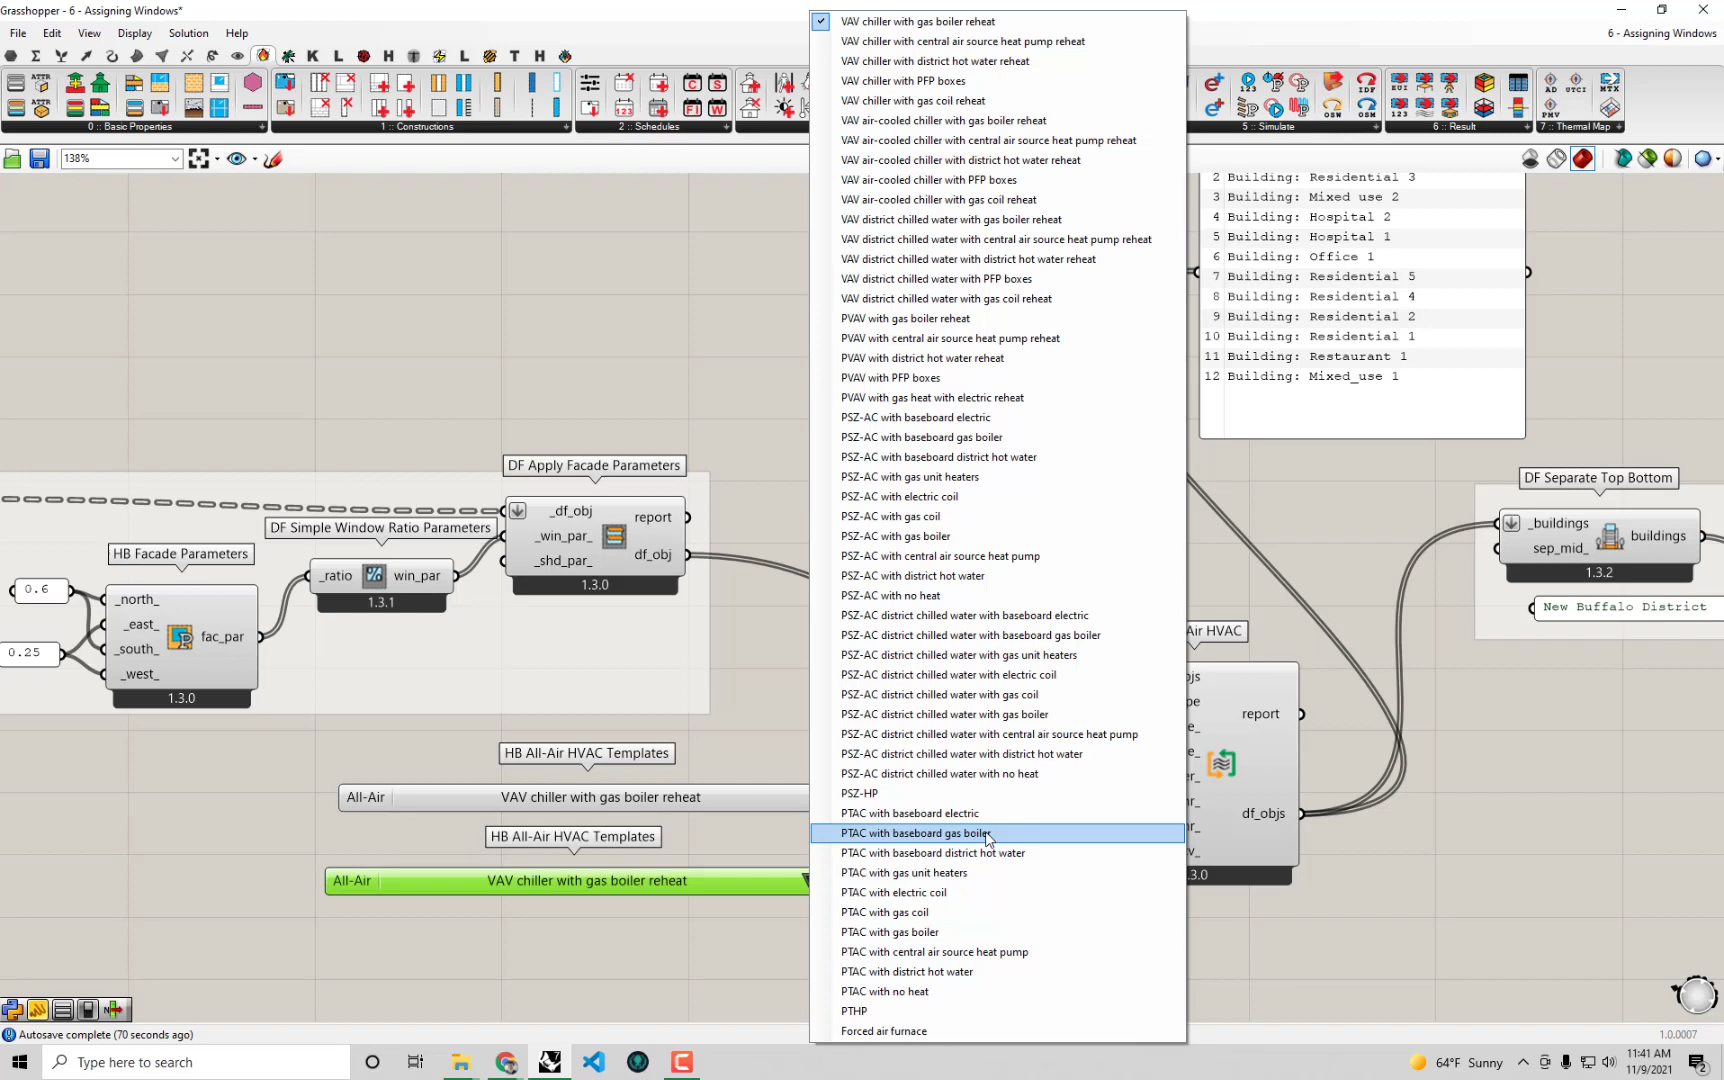 Grasshopper - 6 - Assigning Windows*
File Edit View Display Solution Help
6 - Assigning Windows
0 :: Basic Properties
1 :: Constructions
2 :: Schedules
5 :: Simulate
6 :: Result
7 :: Thermal Map
138%
VAV chiller with gas boiler reheat
VAV chiller with central air source heat pump reheat
VAV chiller with district hot water reheat
VAV chiller with PFP boxes
VAV chiller with gas coil reheat
VAV air-cooled chiller with gas boiler reheat
VAV air-cooled chiller with central air source heat pump reheat
VAV air-cooled chiller with district hot water reheat
VAV air-cooled chiller with PFP boxes
VAV air-cooled chiller with gas coil reheat
VAV district chilled water with gas boiler reheat
VAV district chilled water with central air source heat pump reheat
VAV district chilled water with district hot water reheat
VAV district chilled water with PFP boxes
VAV district chilled water with gas coil reheat
PVAV with gas boiler reheat
PVAV with central air source heat pump reheat
PVAV with district hot water reheat
PVAV with PFP boxes
PVAV with gas heat with electric reheat
PSZ-AC with baseboard electric
PSZ-AC with baseboard gas boiler
PSZ-AC with baseboard district hot water
PSZ-AC with gas unit heaters
PSZ-AC with electric coil
PSZ-AC with gas coil
PSZ-AC with gas boiler
PSZ-AC with central air source heat pump
PSZ-AC with district hot water
PSZ-AC with no heat
PSZ-AC district chilled water with baseboard electric
PSZ-AC district chilled water with baseboard gas boiler
PSZ-AC district chilled water with gas unit heaters
PSZ-AC district chilled water with electric coil
PSZ-AC district chilled water with gas coil
PSZ-AC district chilled water with gas boiler
PSZ-AC district chilled water with central air source heat pump
PSZ-AC district chilled water with district hot water
PSZ-AC district chilled water with no heat
PSZ-HP
PTAC with baseboard electric
PTAC with baseboard gas boiler
PTAC with baseboard district hot water
PTAC with gas unit heaters
PTAC with electric coil
PTAC with gas coil
PTAC with gas boiler
PTAC with central air source heat pump
PTAC with district hot water
PTAC with no heat
PTHP
Forced air furnace
2 Building: Residential 3
3 Building: Mixed use 2
4 Building: Hospital 2
5 Building: Hospital 1
6 Building: Office 1
7 Building: Residential 5
8 Building: Residential 4
9 Building: Residential 2
10 Building: Residential 1
11 Building: Restaurant 1
12 Building: Mixed_use 1
DF Apply Facade Parameters
_df_obj
_win_par_
_shd_par_
report
df_obj
1.3.0
DF Simple Window Ratio Parameters
_ratio
win_par
1.3.1
HB Facade Parameters
0.6
0.25
_north_
_east_
_south_
_west_
fac_par
1.3.0
HB All-Air HVAC Templates
All-Air VAV chiller with gas boiler reheat
HB All-Air HVAC Templates
All-Air VAV chiller with gas boiler reheat
Air HVAC
report
df_objs
DF Separate Top Bottom
_buildings
sep_mid_
buildings
1.3.2
New Buffalo District
Autosave complete (70 seconds ago)
1.0.0007
Type here to search
64°F Sunny
11:41 AM
11/9/2021